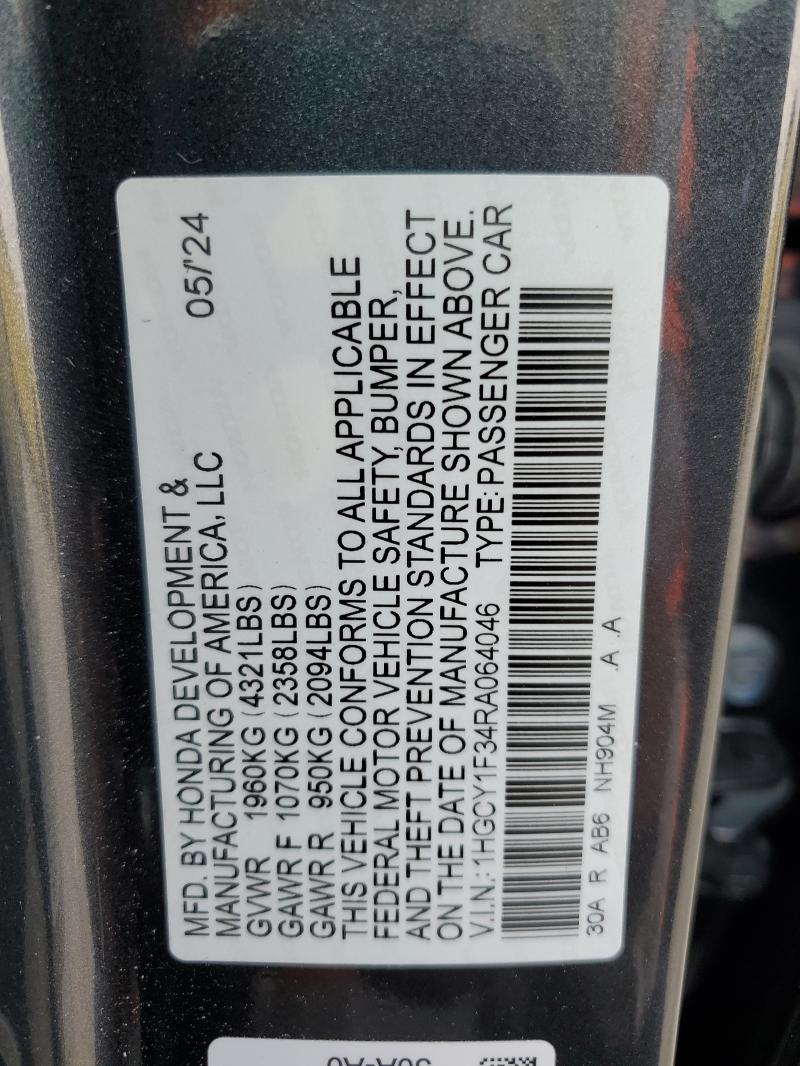 MFD. BY HONDA DEVELOPMENT & 05/'24
MANUFACTURING OF AMERICA, LLC
GVWR 1960KG (4321LBS)
GAWR F 1070KG (2358LBS)
GAWR R 950KG (2094LBS)
THIS VEHICLE CONFORMS TO ALL APPLICABLE
FEDERAL MOTOR VEHICLE SAFETY, BUMPER,
AND THEFT PREVENTION STANDARDS IN EFFECT
ON THE DATE OF MANUFACTURE SHOWN ABOVE.
V.I.N.:1HGCY1F34RA064046 TYPE:PASSENGER CAR
30A R AB6 NH904M .A .A